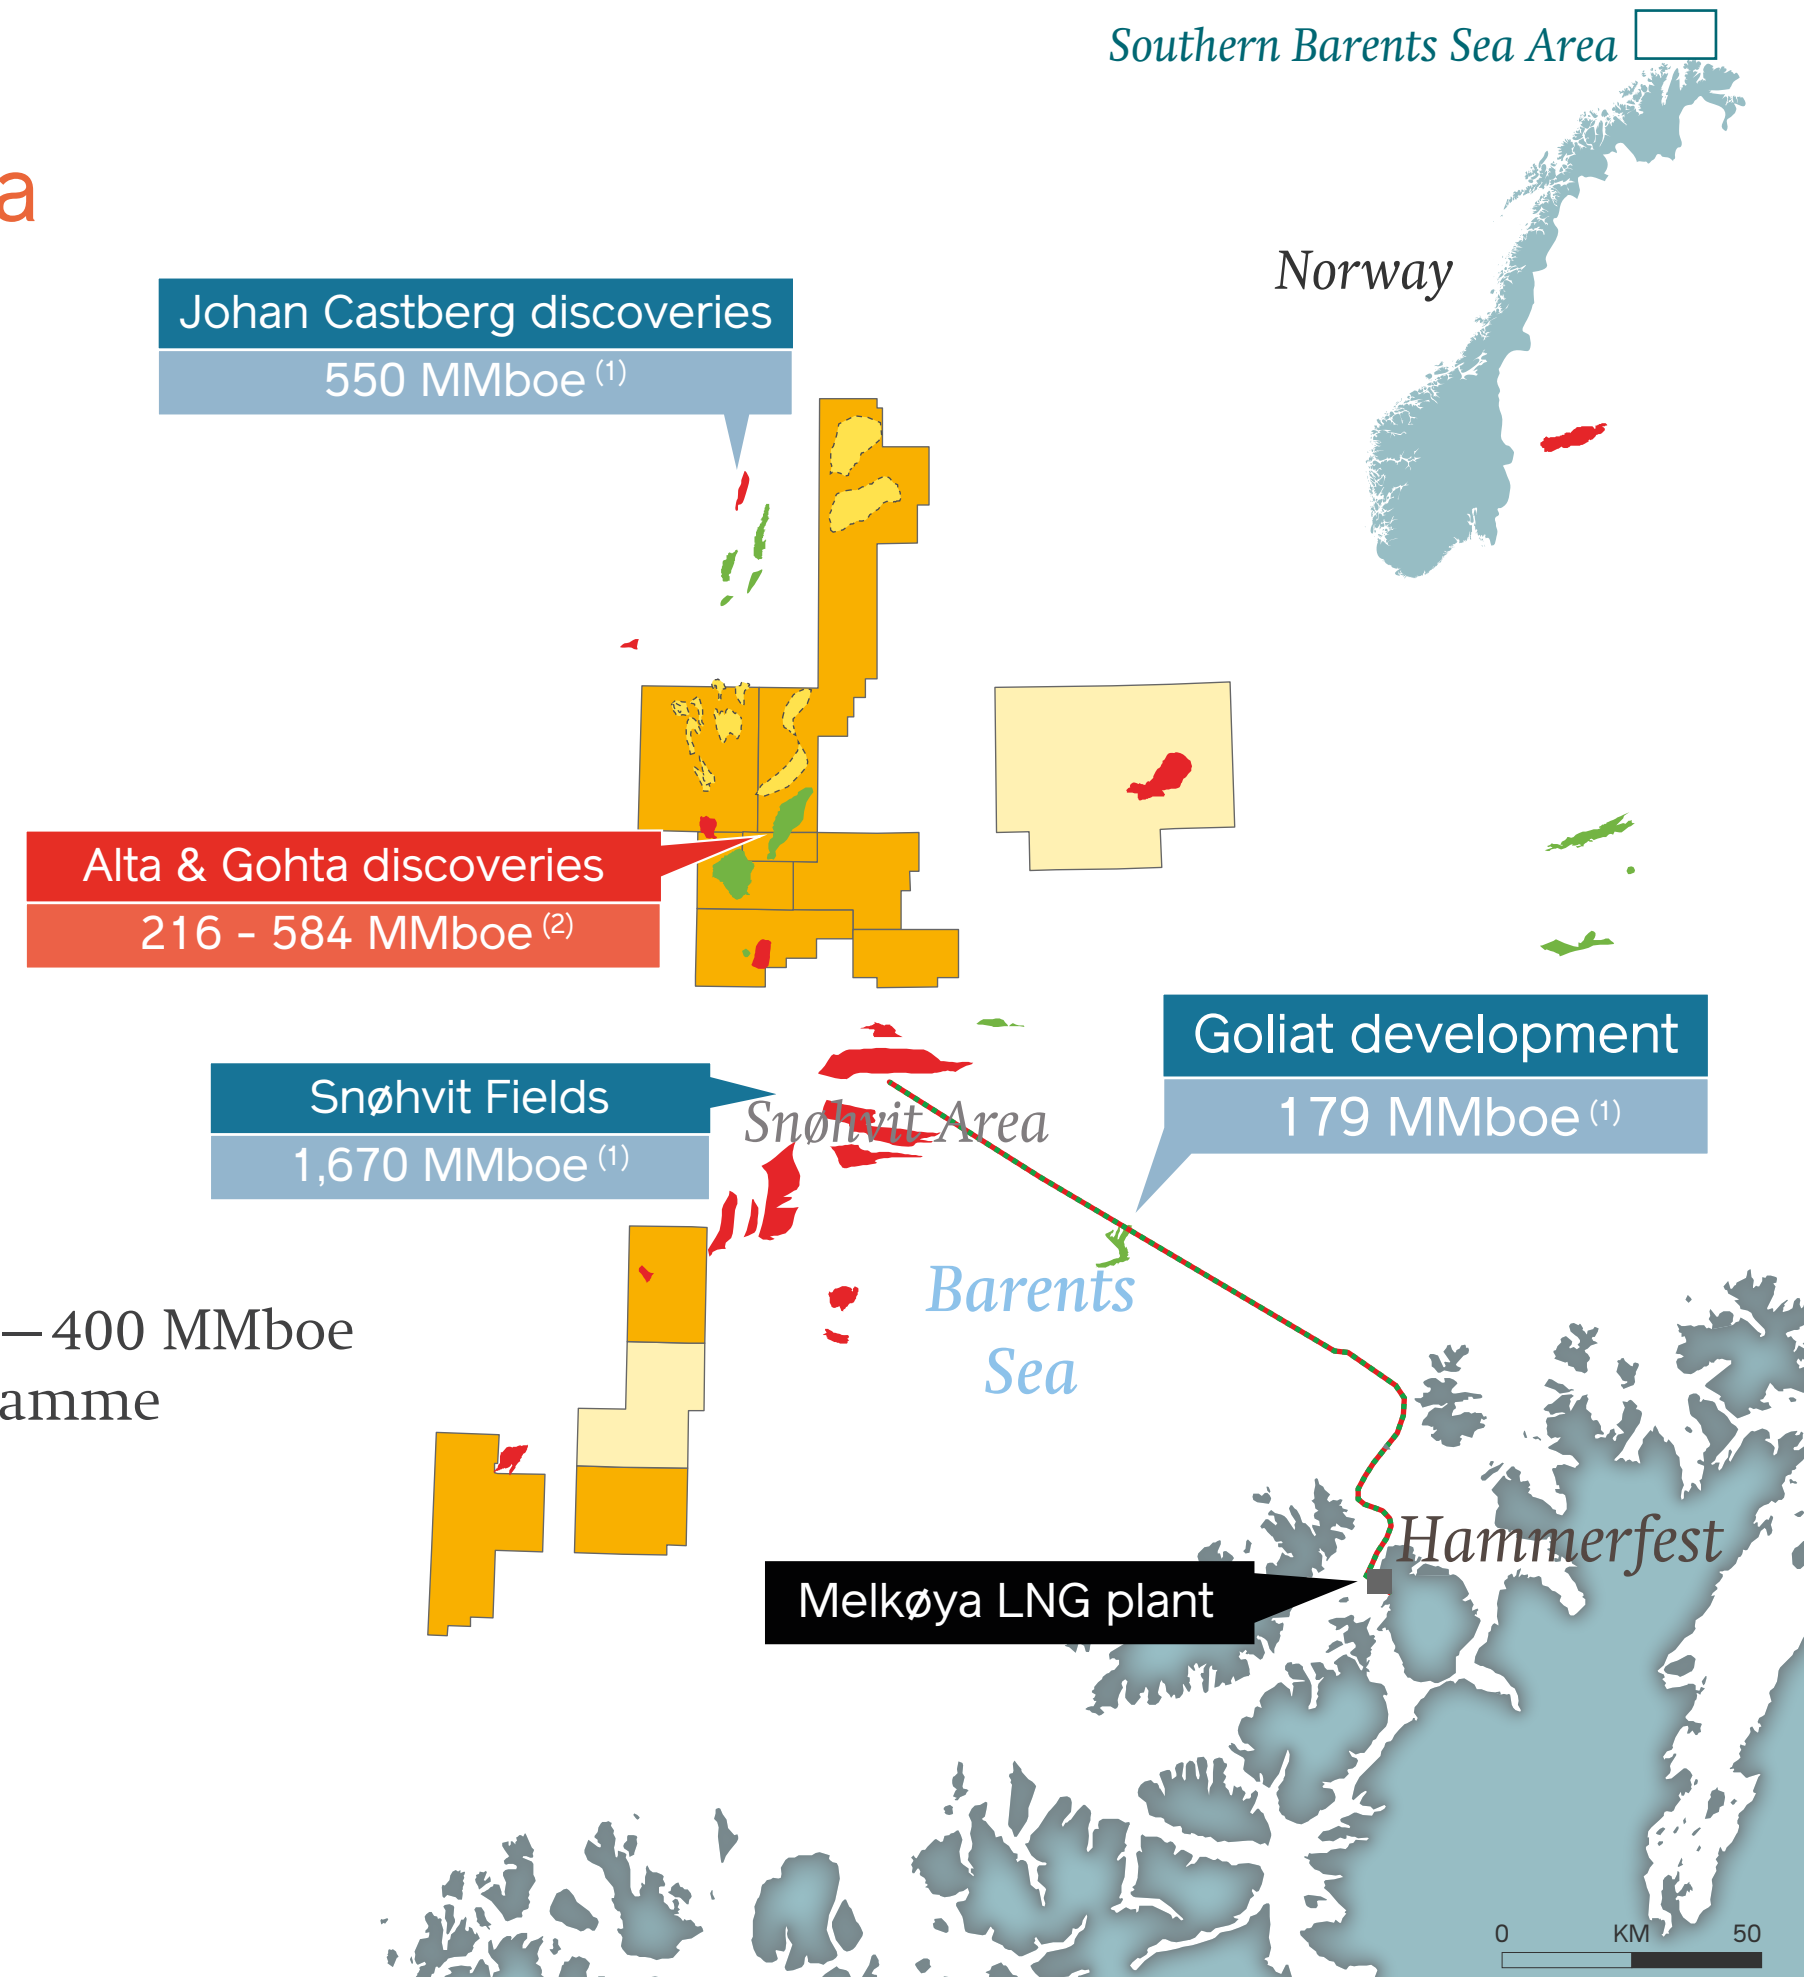 Southern Barents Sea Area
a
Norway
Johan Castberg discoveries
550 MMboe (1)
Alta & Gohta discoveries
216 - 584 MMboe (2)
Goliat development
179 MMboe (1)
Snøhvit Fields
1,670 MMboe (1)
Snøhvit Area
Barents
Sea
–400 MMboe
amme
Hammerfest
Melkøya LNG plant
0 KM 50